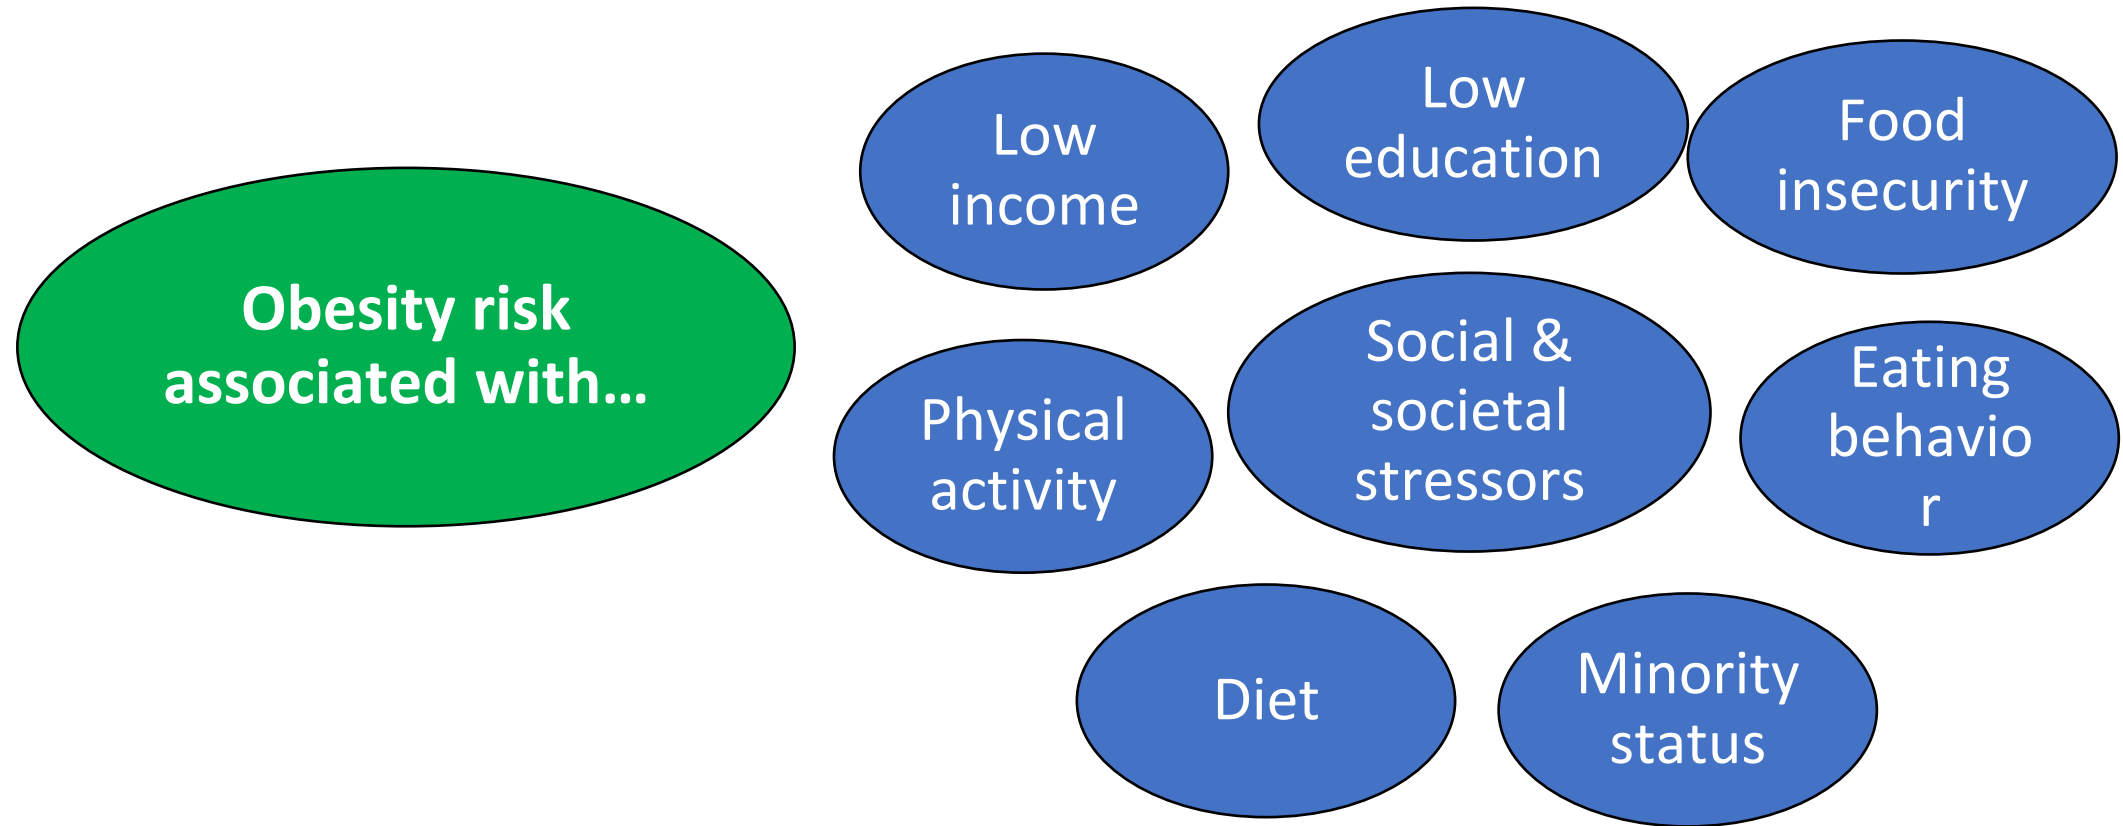 Obesity risk
associated with…
Low
income
Low
education
Food
insecurity
Physical
activity
Social &
societal
stressors
Eating
behavio
r
Diet
Minority
status